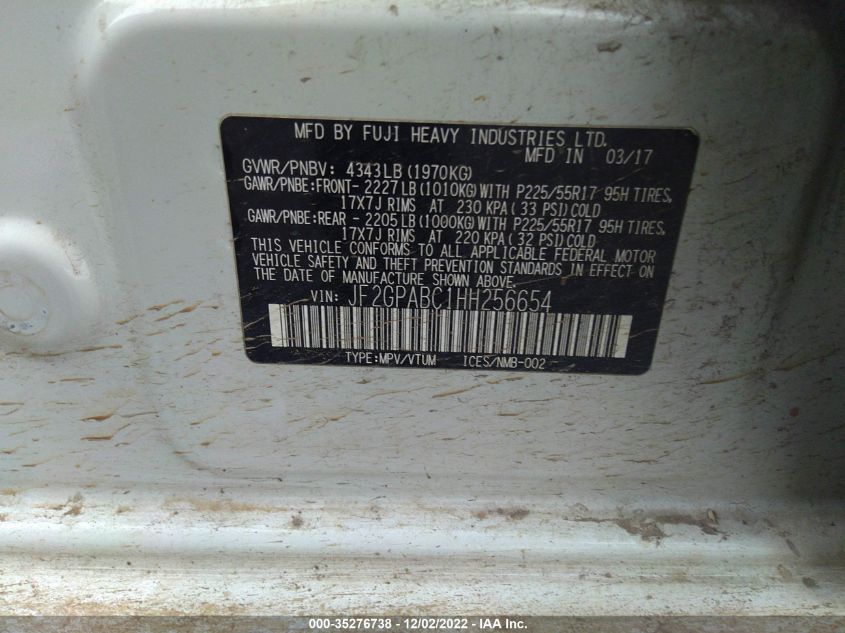 MFD BY FUJI HEAVY INDUSTRIES LTD.
MFD IN 03/17
GVWR/PNBV: 4343LB (1970KG)
GAWR/PNBE:FRONT- 2227LB (1010KG) WITH P225/55R17 95H TIRES,
17X7J RIMS AT 230 KPA (33 PSI) COLD
GAWR/PNBE:REAR - 2205LB (1000KG) WITH P225/55R17 95H TIRES,
17X7J RIMS AT 220 KPA (32 PSI) COLD
THIS VEHICLE CONFORMS TO ALL APPLICABLE FEDERAL MOTOR
VEHICLE SAFETY AND THEFT PREVENTION STANDARDS IN EFFECT ON
THE DATE OF MANUFACTURE SHOWN ABOVE.
VIN: JF2GPABC1HH256654
TYPE:MPV/VTUM ICES/NMB-002
000-35276738 - 12/02/2022 - IAA Inc.